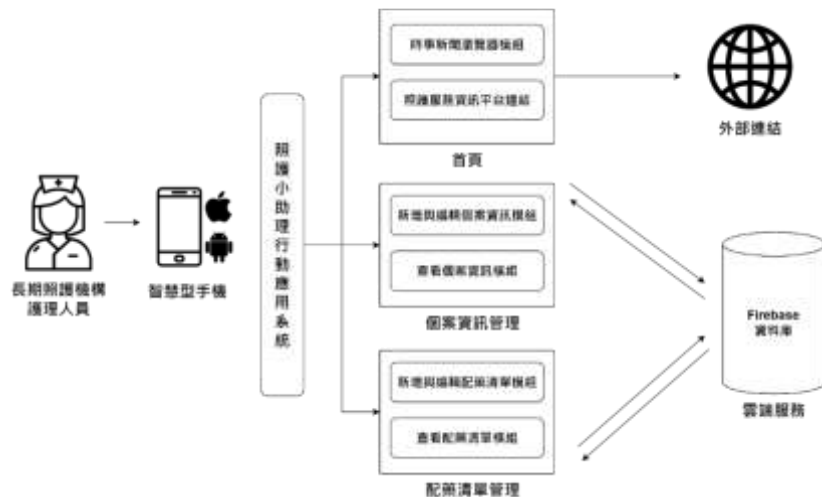 長期照護機構
護理人員
智慧型手機
照護小助理行動應用系統
時事新聞瀏覽器模組
照護服務資訊平台連結
首頁
新增與編輯個案資訊模組
查看個案資訊模組
個案資訊管理
新增與編輯配藥清單模組
查看配藥清單模組
配藥清單管理
外部連結
Firebase
資料庫
雲端服務